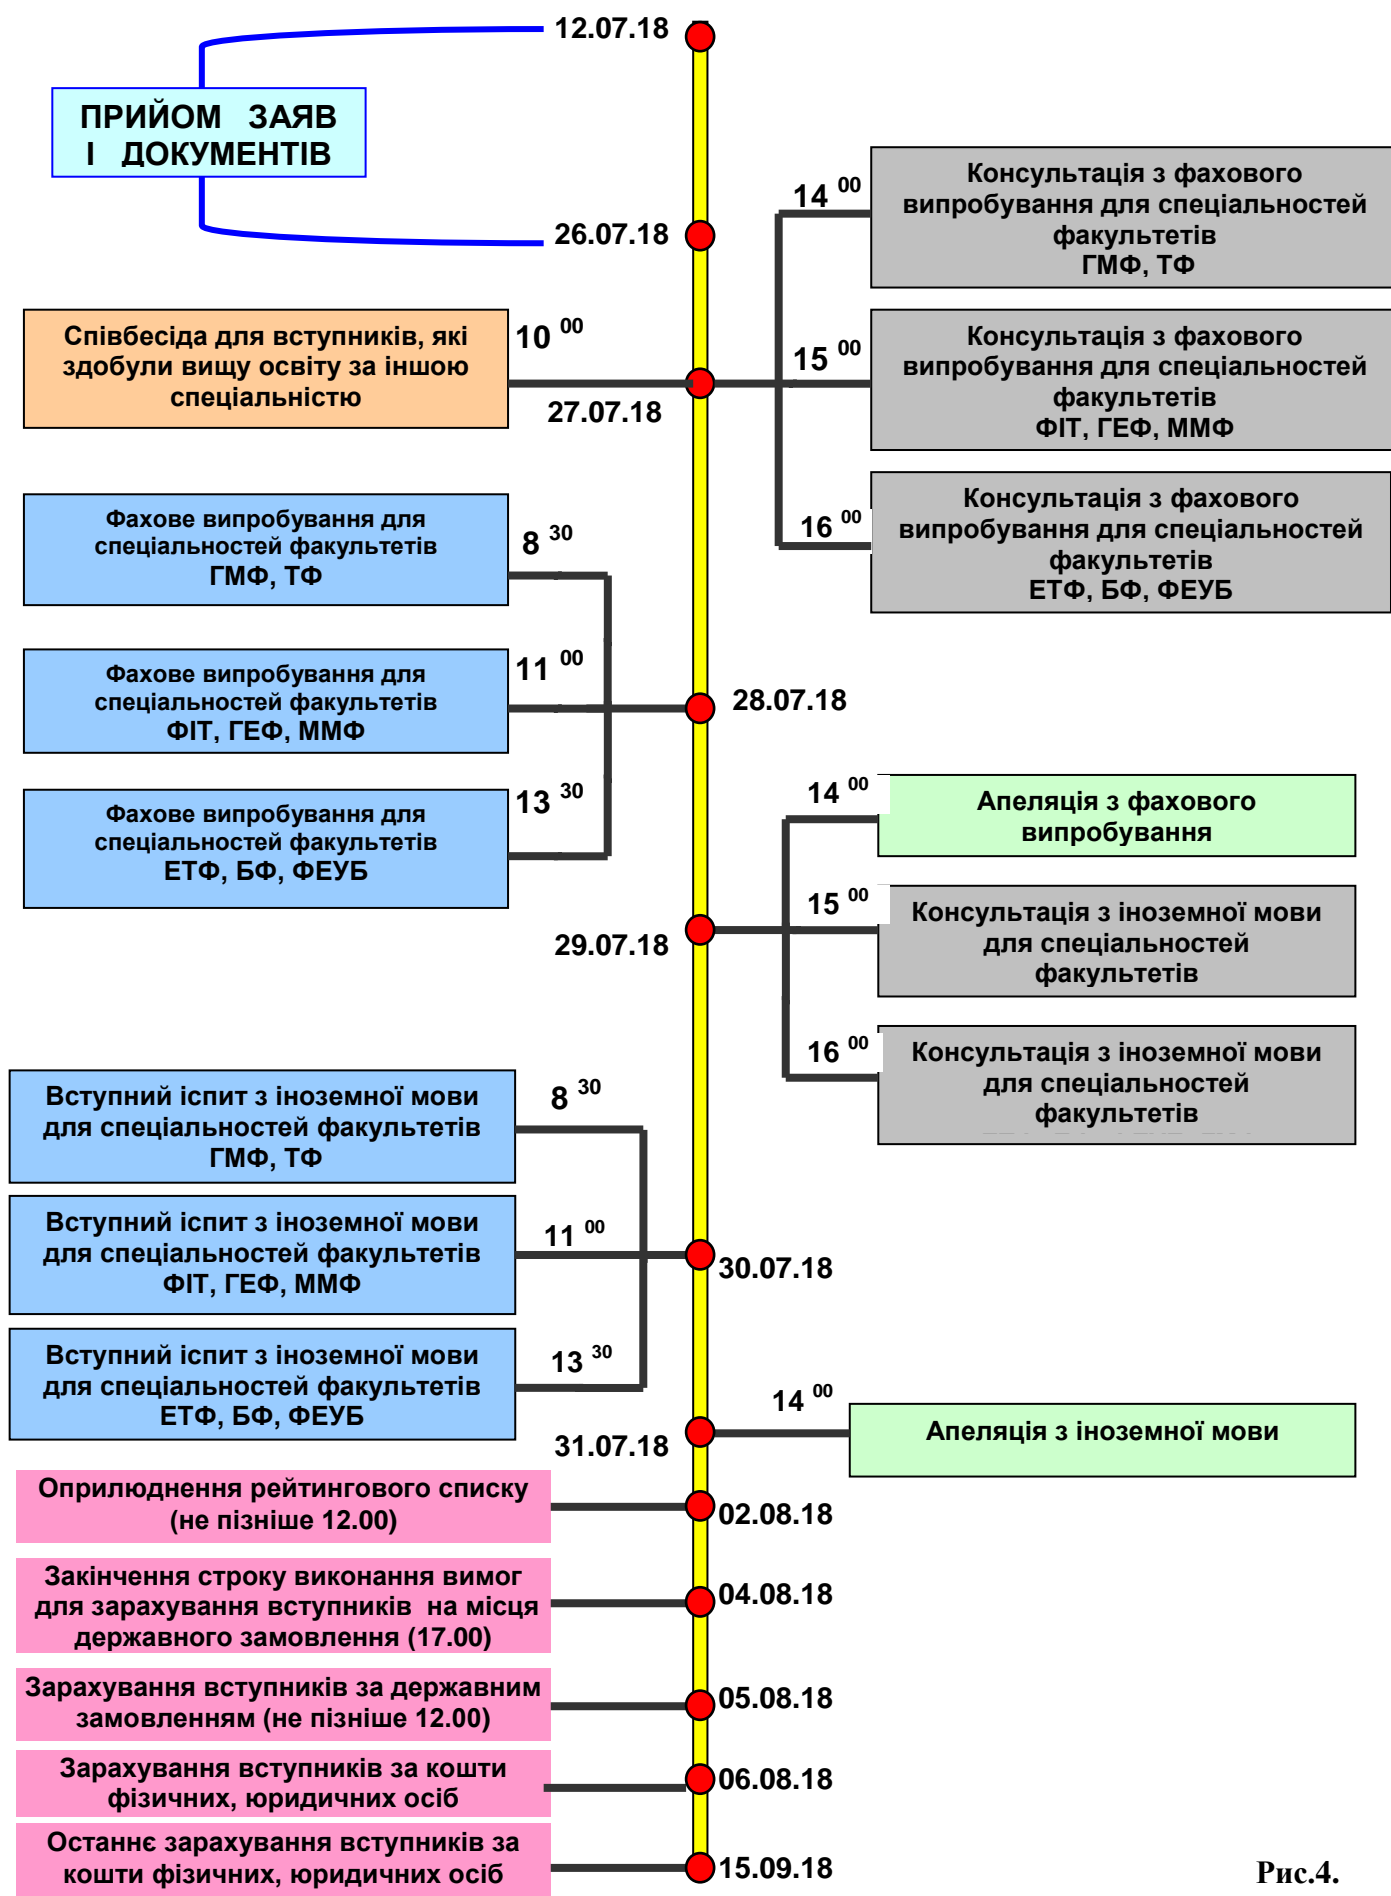 12.07.18
ПРИЙОМ ЗАЯВ
І ДОКУМЕНТІВ
26.07.18
14 00
Консультація з фахового
випробування для спеціальностей
факультетів
ГМФ, ТФ
Співбесіда для вступників, які
здобули вищу освіту за іншою
спеціальністю
10 00
27.07.18
15 00
Консультація з фахового
випробування для спеціальностей
факультетів
ФІТ, ГЕФ, ММФ
16 00
Консультація з фахового
випробування для спеціальностей
факультетів
ЕТФ, БФ, ФЕУБ
Фахове випробування для
спеціальностей факультетів
ГМФ, ТФ
8 30
Фахове випробування для
спеціальностей факультетів
ФІТ, ГЕФ, ММФ
11 00
28.07.18
Фахове випробування для
спеціальностей факультетів
ЕТФ, БФ, ФЕУБ
13 30
14 00
Апеляція з фахового
випробування
29.07.18
15 00
Консультація з іноземної мови
для спеціальностей
факультетів
16 00
Консультація з іноземної мови
для спеціальностей
факультетів
Вступний іспит з іноземної мови
для спеціальностей факультетів
ГМФ, ТФ
8 30
Вступний іспит з іноземної мови
для спеціальностей факультетів
ФІТ, ГЕФ, ММФ
11 00
30.07.18
Вступний іспит з іноземної мови
для спеціальностей факультетів
ЕТФ, БФ, ФЕУБ
13 30
14 00
Апеляція з іноземної мови
31.07.18
Оприлюднення рейтингового списку
(не пізніше 12.00)
02.08.18
Закінчення строку виконання вимог
для зарахування вступників на місця
державного замовлення (17.00)
04.08.18
Зарахування вступників за державним
замовленням (не пізніше 12.00)
05.08.18
Зарахування вступників за кошти
фізичних, юридичних осіб
06.08.18
Останнє зарахування вступників за
кошти фізичних, юридичних осіб
15.09.18
Рис.4.